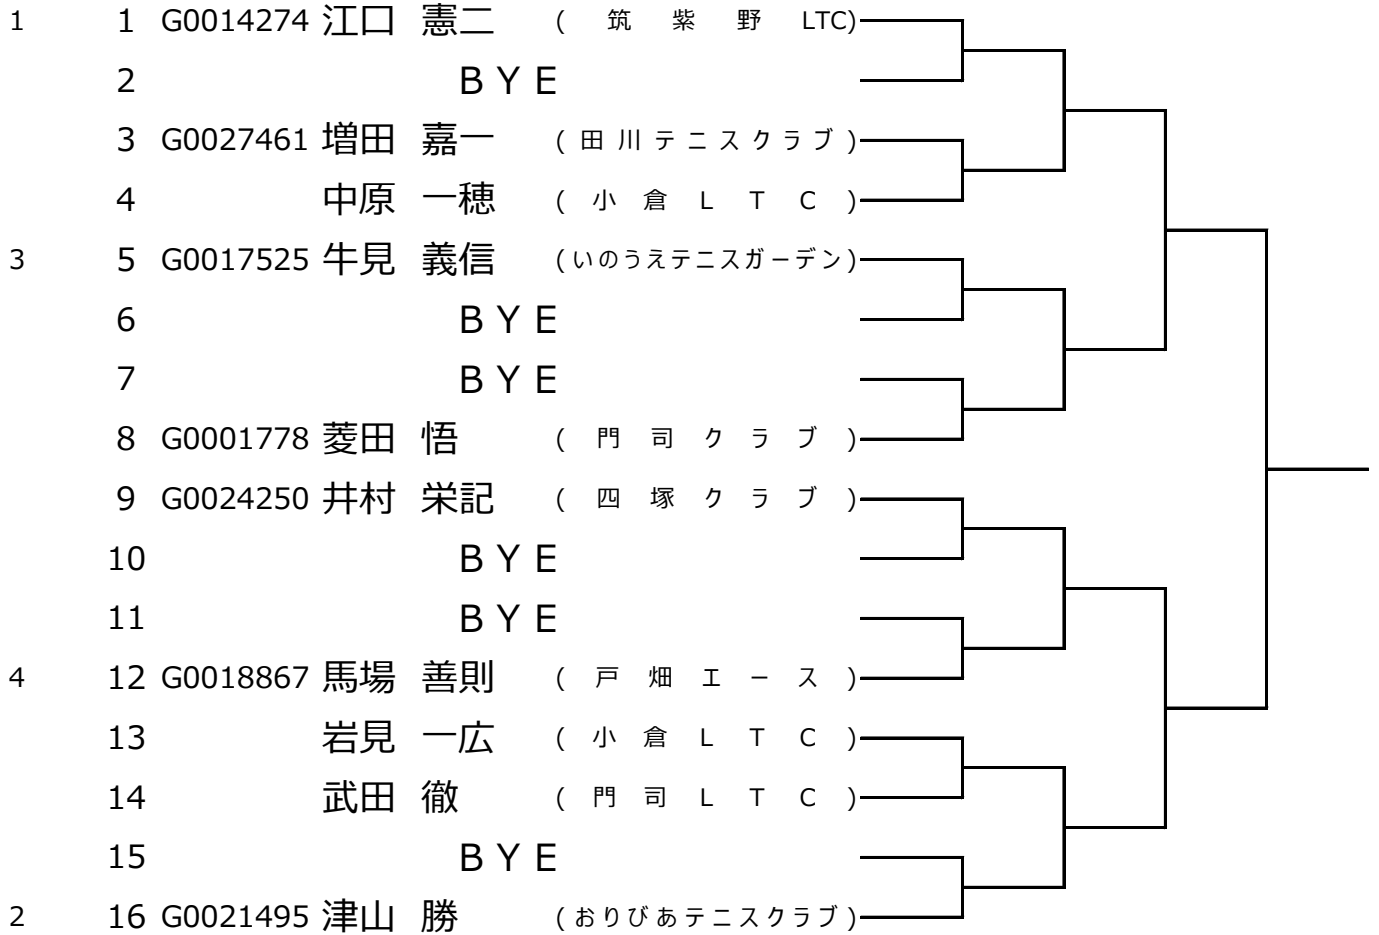 1 1 G0014274 江口 憲二 ( 筑 紫 野 LTC)
2 ＢＹＥ
3 G0027461 増田 嘉一 ( 田 川 テ ニ ス ク ラ ブ )
4 中原 一穂 ( 小 倉 L T C )
3 5 G0017525 牛見 義信 (いのうえテニスガーデン)
6 ＢＹＥ
7 ＢＹＥ
8 G0001778 菱田 悟 ( 門 司 ク ラ ブ )
9 G0024250 井村 栄記 ( 四 塚 ク ラ ブ )
10 ＢＹＥ
11 ＢＹＥ
4 12 G0018867 馬場 善則 ( 戸 畑 エ ー ス )
13 岩見 一広 ( 小 倉 L T C )
14 武田 徹 ( 門 司 L T C )
15 ＢＹＥ
2 16 G0021495 津山 勝 (おりびあテニスクラブ)